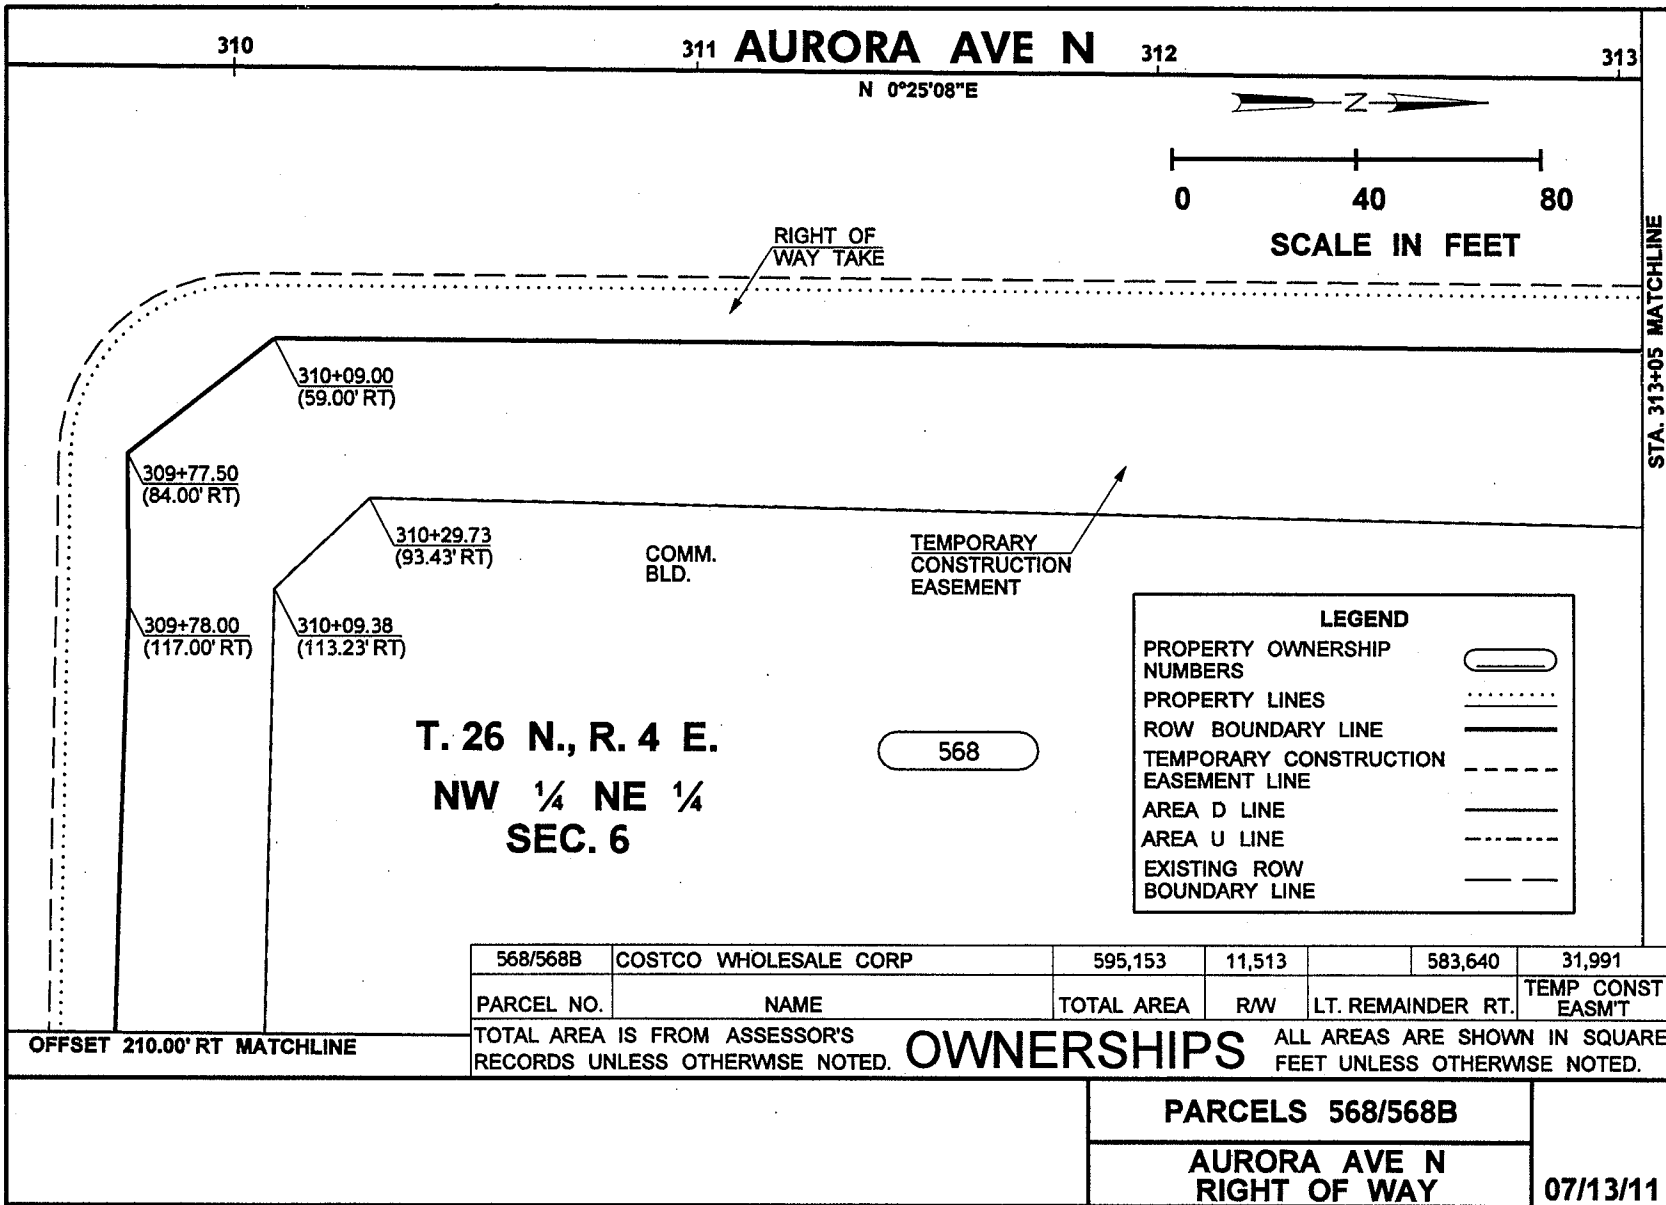 310
311
AURORA AVE N
312
313
N 0°25'08"E
N
0
40
80
SCALE IN FEET
STA. 313+05 MATCHLINE
RIGHT OF
WAY TAKE
310+09.00
(59.00' RT)
309+77.50
(84.00' RT)
310+29.73
(93.43' RT)
COMM.
BLD.
TEMPORARY
CONSTRUCTION
EASEMENT
309+78.00
(117.00' RT)
310+09.38
(113.23' RT)
LEGEND
PROPERTY OWNERSHIP
NUMBERS
PROPERTY LINES
ROW BOUNDARY LINE
TEMPORARY CONSTRUCTION
EASEMENT LINE
AREA D LINE
AREA U LINE
EXISTING ROW
BOUNDARY LINE
T. 26 N., R. 4 E.
NW ¼ NE ¼
SEC. 6
568
568/568B COSTCO WHOLESALE CORP 595,153 11,513 583,640 31,991
PARCEL NO. NAME TOTAL AREA R/W LT. REMAINDER RT. TEMP CONST
EASM'T
OFFSET 210.00' RT MATCHLINE
TOTAL AREA IS FROM ASSESSOR'S
RECORDS UNLESS OTHERWISE NOTED.
OWNERSHIPS
ALL AREAS ARE SHOWN IN SQUARE
FEET UNLESS OTHERWISE NOTED.
PARCELS 568/568B
AURORA AVE N
RIGHT OF WAY
07/13/11